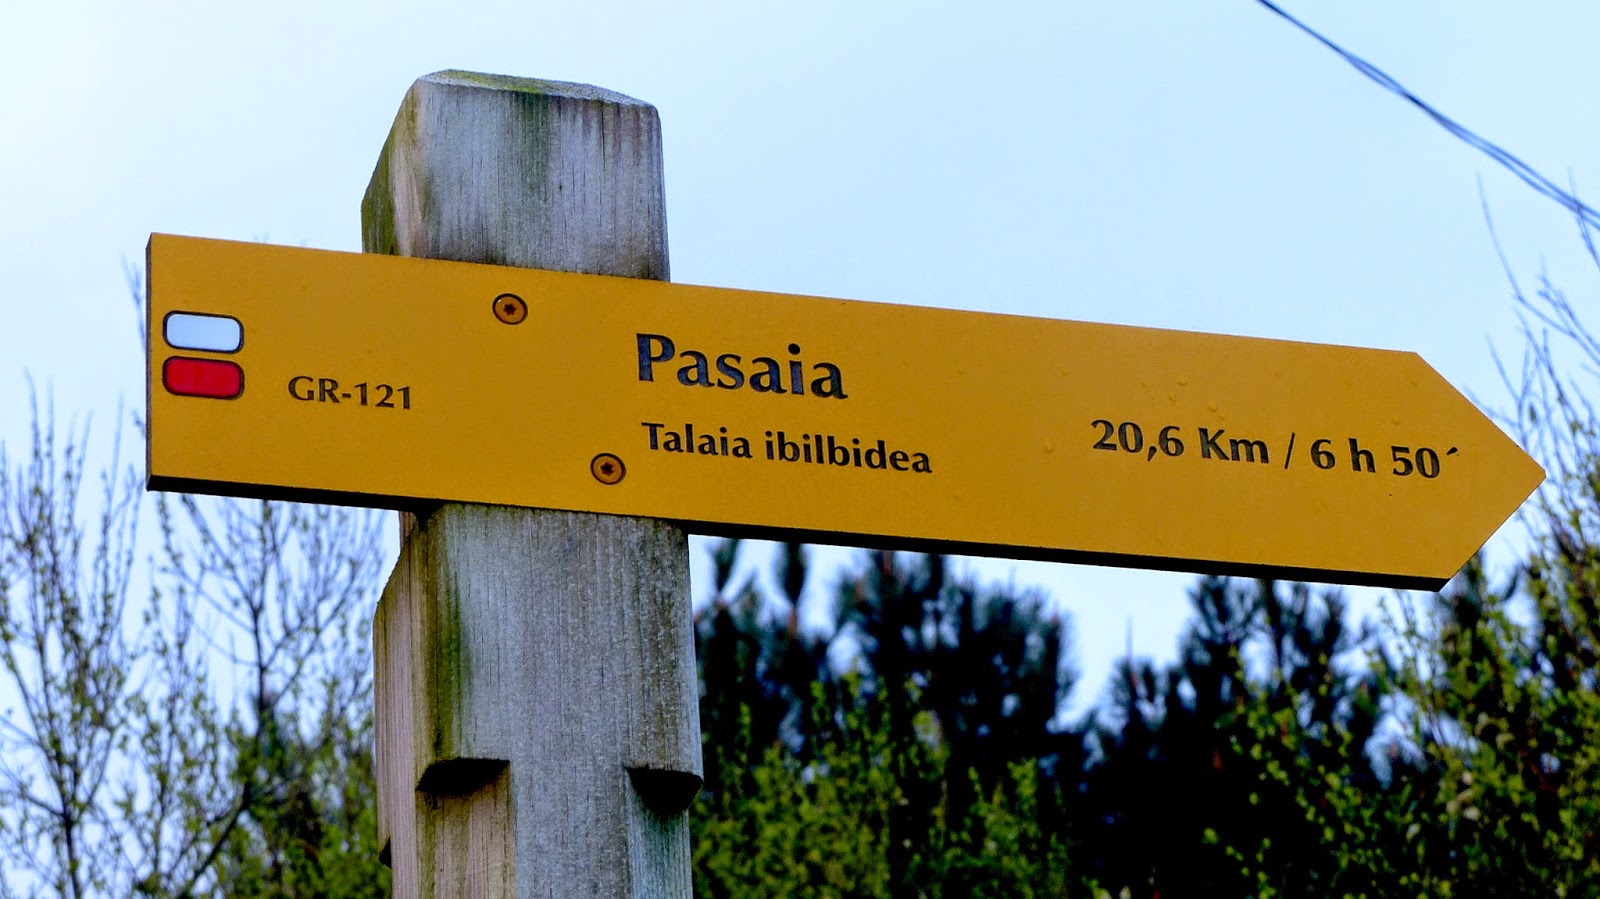 GR-121
Pasaia
Talaia ibilbidea
20,6 Km / 6 h 50´